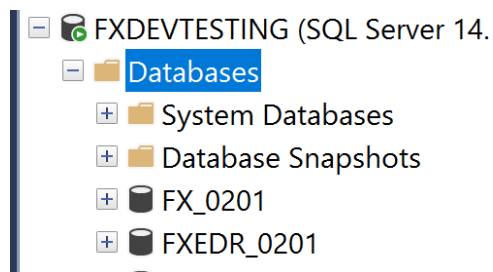 FXDEVTESTING (SQL Server 14.
Databases
System Databases
Database Snapshots
FX_0201
FXEDR_0201